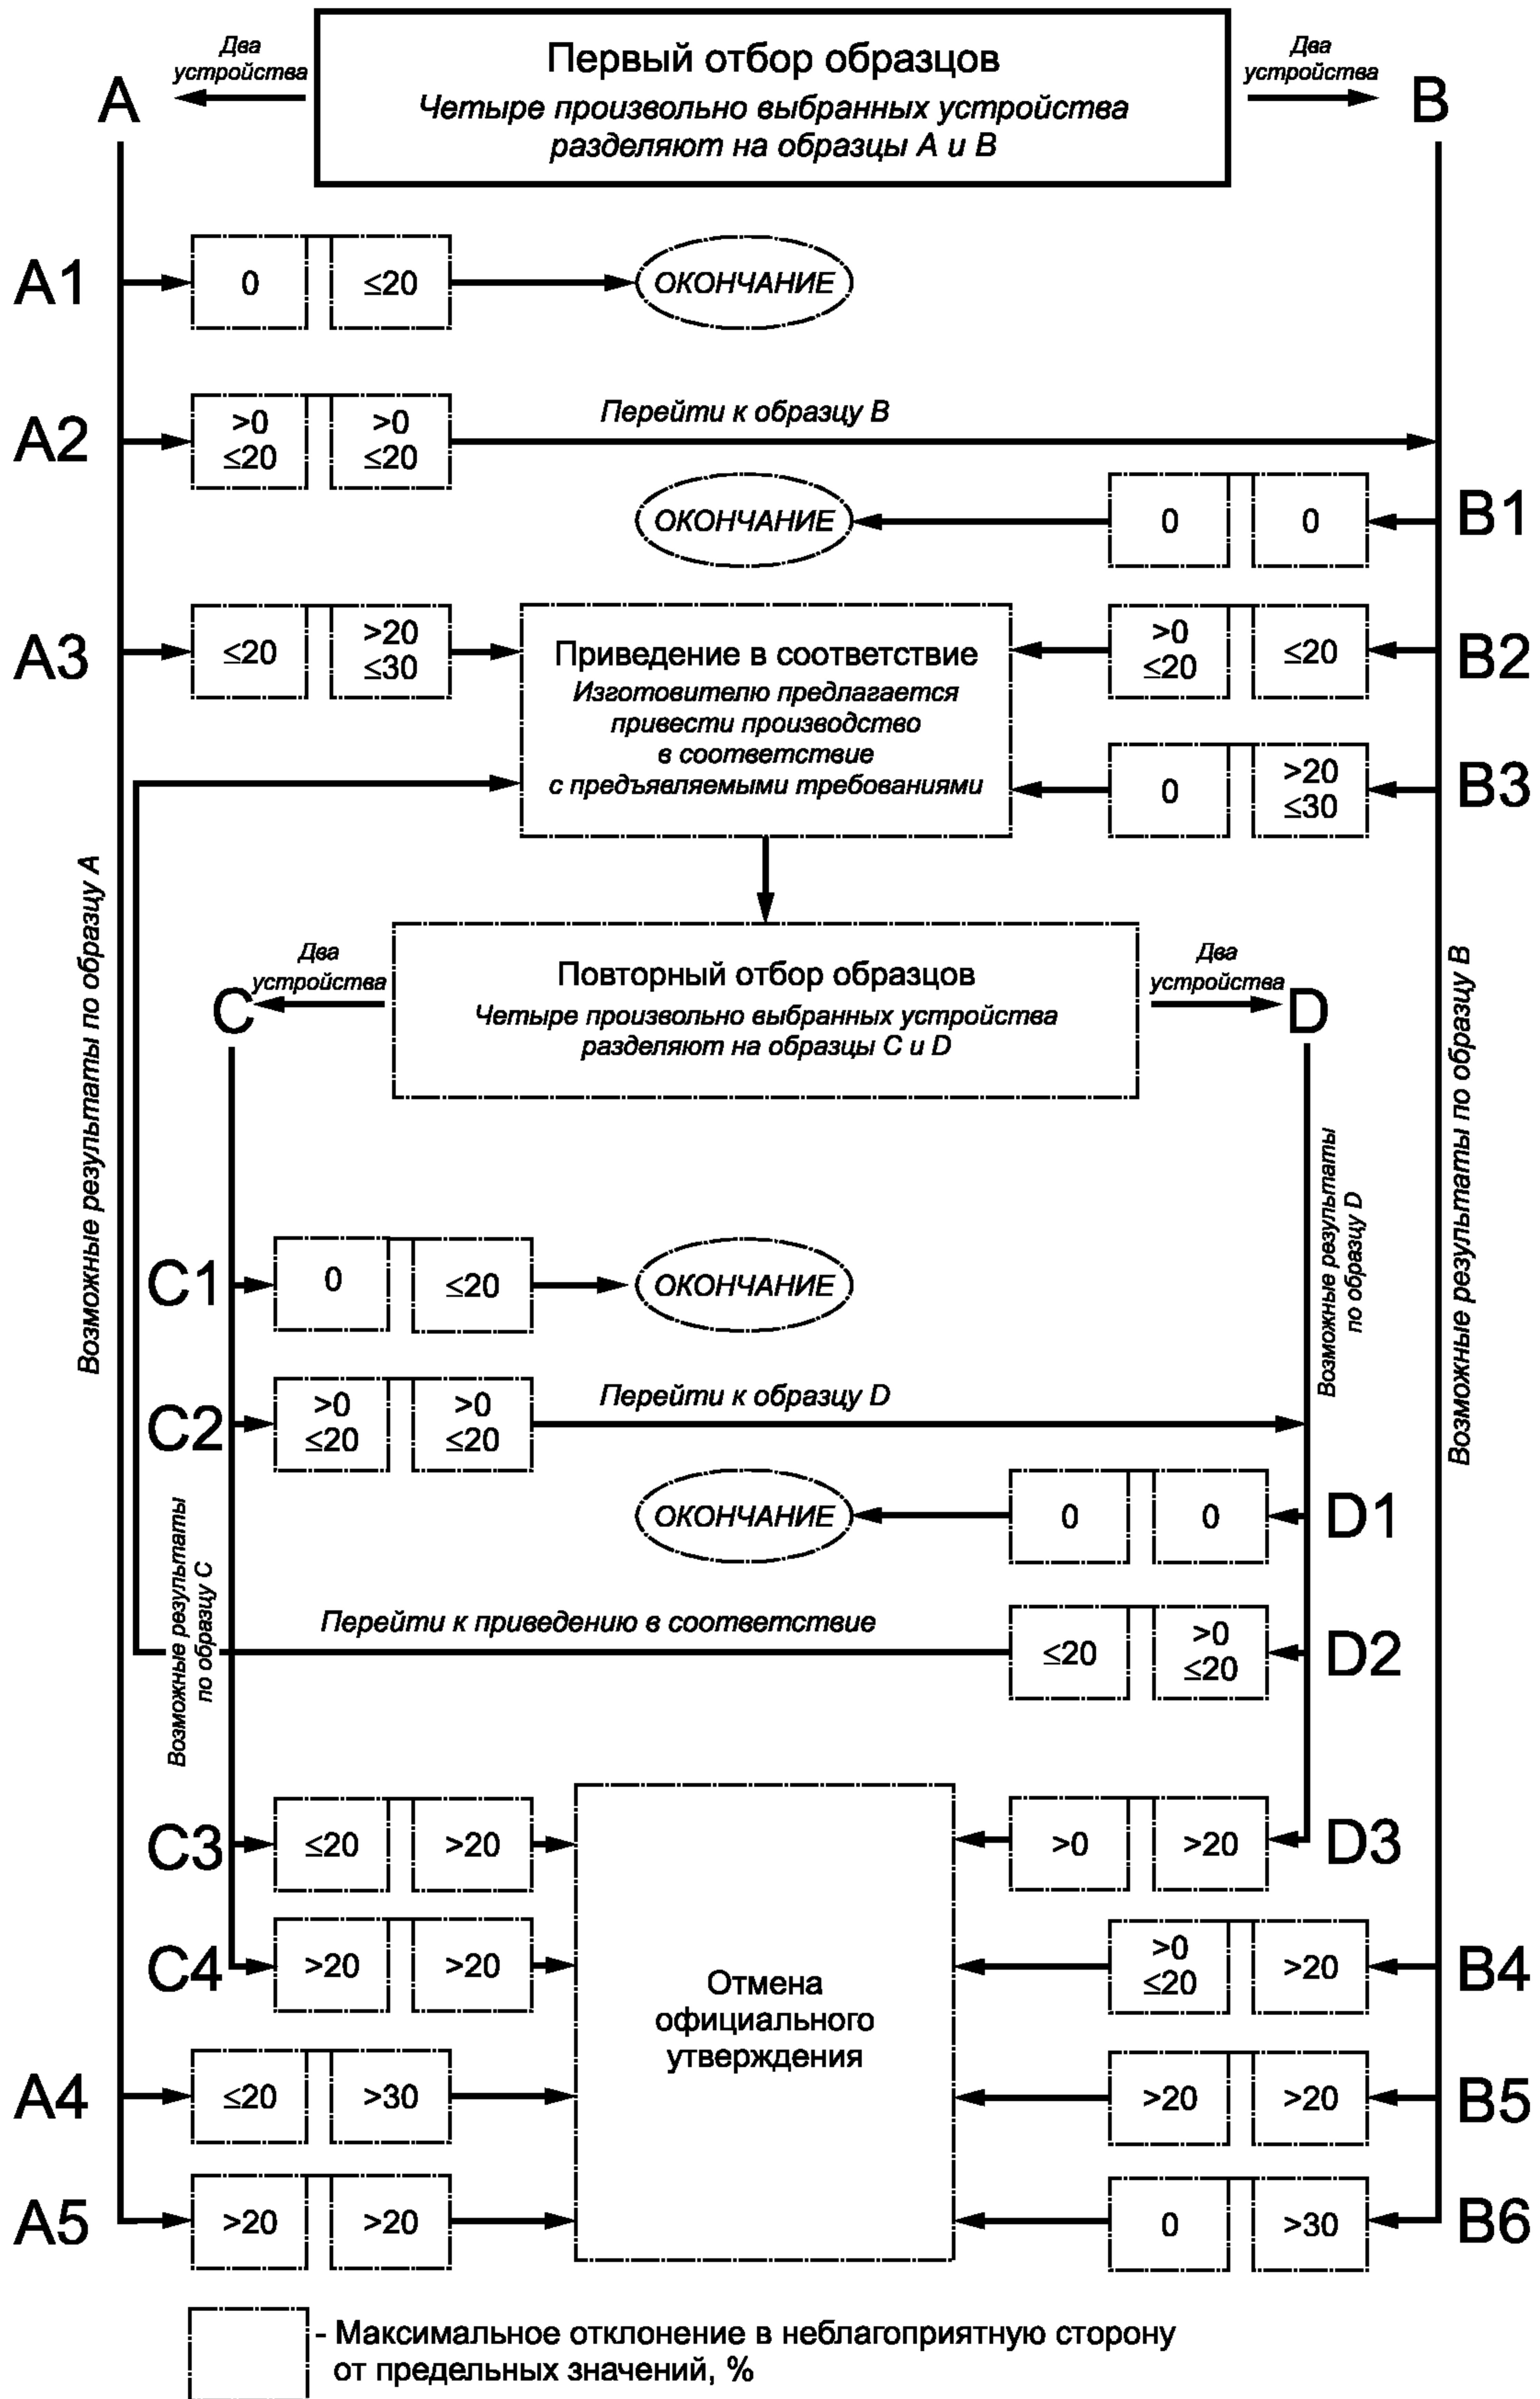 Два
устройства
Первый отбор образцов
Четыре произвольно выбранных устройства
разделяют на образцы А и В
Два
устройства
A
B
A1
0
≤20
ОКОНЧАНИЕ
A2
>0
≤20
>0
≤20
Перейти к образцу В
ОКОНЧАНИЕ
0
0
B1
A3
≤20
>20
≤30
Приведение в соответствие
Изготовителю предлагается
привести производство
в соответствие
с предъявляемыми требованиями
>0
≤20
≤20
B2
0
>20
≤30
B3
Возможные результаты по образцу А
Возможные результаты по образцу В
Два
устройства
Повторный отбор образцов
Четыре произвольно выбранных устройства
разделяют на образцы С и D
Два
устройства
C
D
Возможные результаты
по образцу D
C1
0
≤20
ОКОНЧАНИЕ
C2
>0
≤20
>0
≤20
Перейти к образцу D
ОКОНЧАНИЕ
0
0
D1
Возможные результаты
по образцу С
Перейти к приведению в соответствие
≤20
>0
≤20
D2
C3
≤20
>20
>0
>20
D3
C4
>20
>20
Отмена
официального
утверждения
>0
≤20
>20
B4
A4
≤20
>30
>20
>20
B5
A5
>20
>20
0
>30
B6
- Максимальное отклонение в неблагоприятную сторону
от предельных значений, %